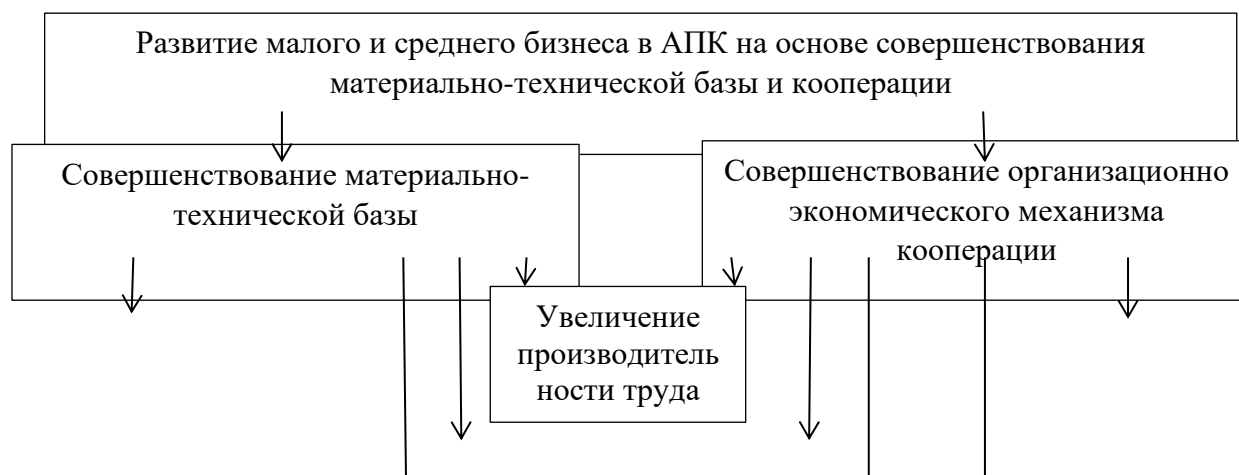 Развитие малого и среднего бизнеса в АПК на основе совершенствования
материально-технической базы и кооперации
Совершенствование материально-
технической базы
Совершенствование организационно
экономического механизма
кооперации
Увеличение
производитель
ности труда